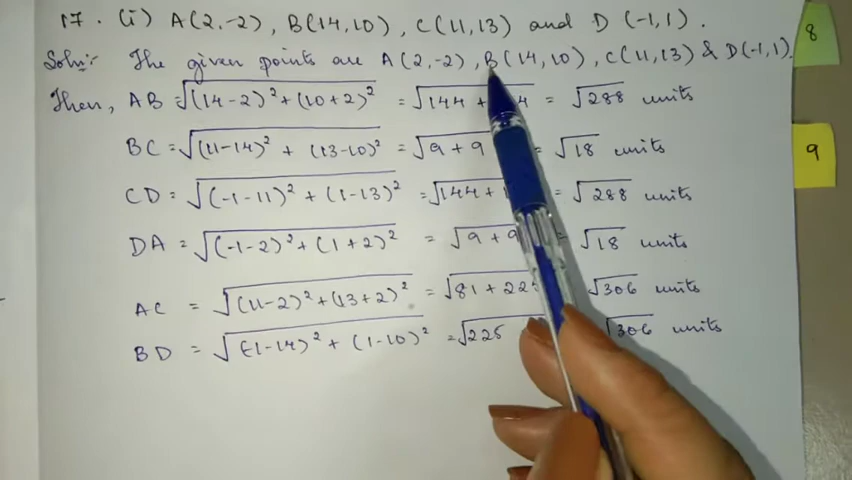 17. (i) A(2,-2), B(14,10), C(11,13) and D (-1,1).
Soln:- The given points are A(2,-2), B(14,10), C(11,13) & D(-1,1).
Then, AB = √(14-2)² + (10+2)² = √144 + 4 = √288 units
BC = √(11-14)² + (13-10)² = √9 + 9 = √18 units
CD = √(-1-11)² + (1-13)² = √144 + 1 = √288 units
DA = √(-1-2)² + (1+2)² = √9 + 9 = √18 units
AC = √(11-2)² + (13+2)² = √81 + 225 √306 units
BD = √(-1-14)² + (1-10)² = √225 √306 units
8
9